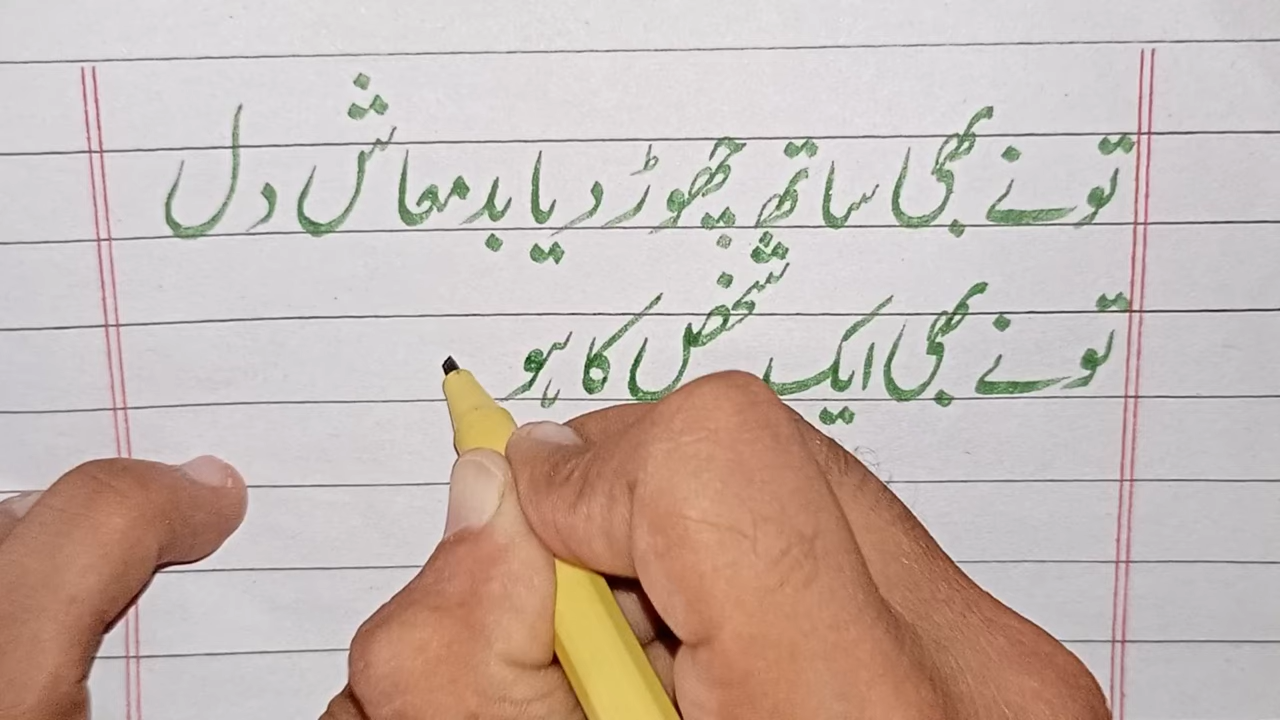 تو نے بھی ساتھ چھوڑ دیا بدمعاش دل
تو نے بھی ایک شخص کا ہو